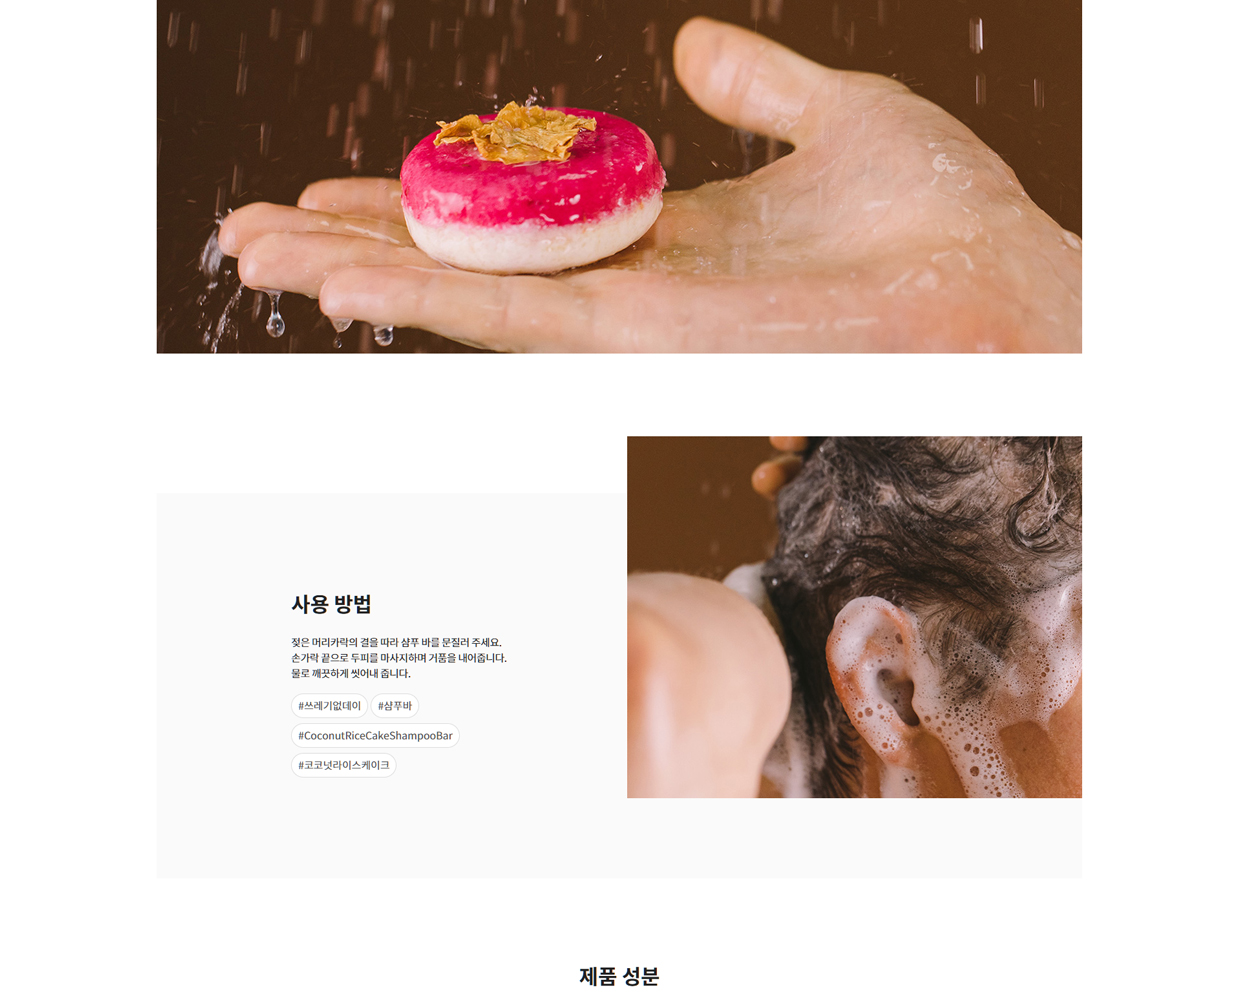 사용 방법
젖은 머리카락의 결을 따라 샴푸 바를 문질러 주세요.
손가락 끝으로 두피를 마사지하며 거품을 내어줍니다.
물로 깨끗하게 씻어내 줍니다.
#쓰레기없데이 #샴푸바
#CoconutRiceCakeShampooBar
#코코넛라이스케이크
제품 성분